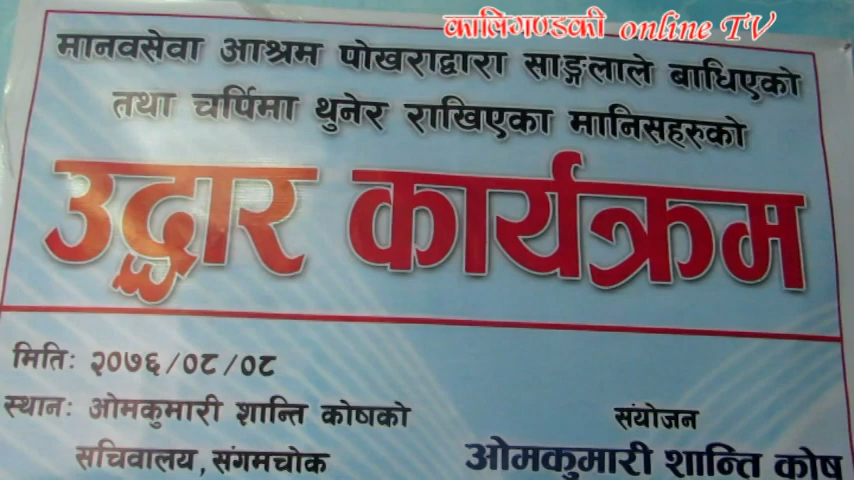 कालिगण्डकी online TV
मानवसेवा आश्रम पोखराद्वारा साङ्गलाले बाधिएको
तथा चर्पिमा थुनेर राखिएका मानिसहरुको
उद्धार कार्यक्रम
मितिः २०७६/०८/०८
स्थानः ओमकुमारी शान्ति कोषको
सचिवालय, संगमचोक
संयोजन
ओमकुमारी शान्ति कोष